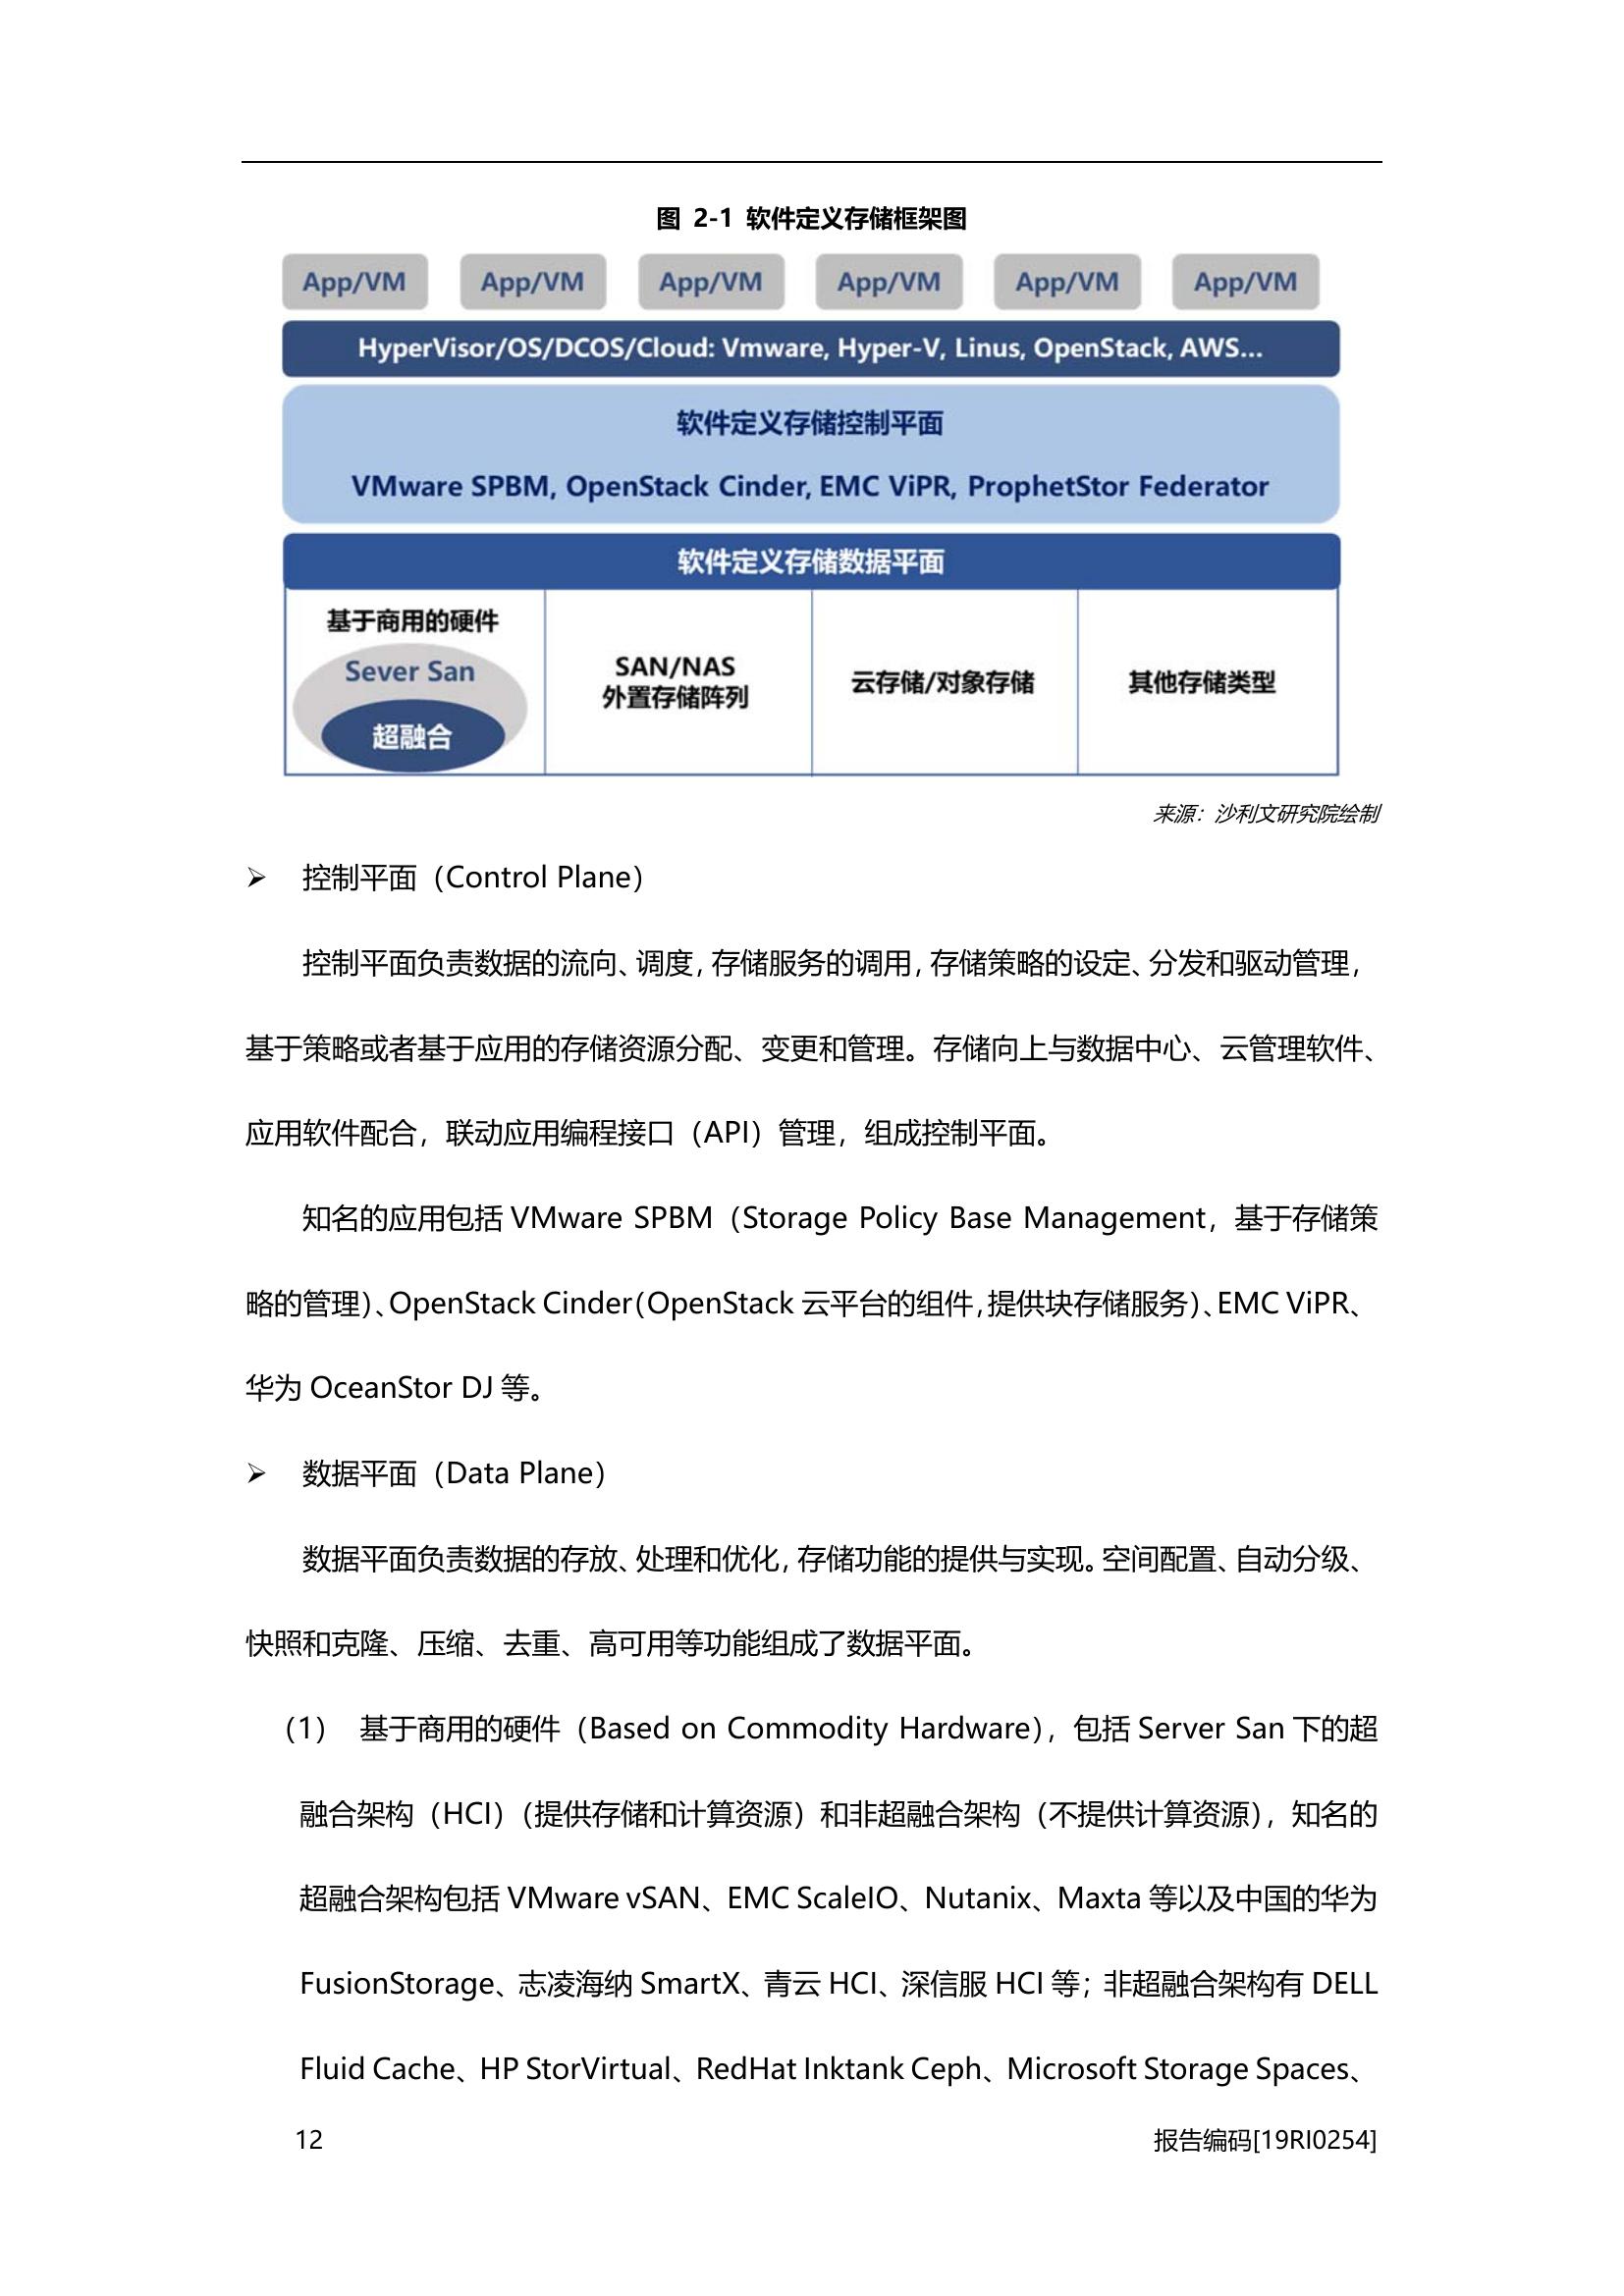 图 2-1 软件定义存储框架图
App/VM App/VM App/VM App/VM App/VM App/VM
HyperVisor/OS/DCOS/Cloud: Vmware, Hyper-V, Linus, OpenStack, AWS...
软件定义存储控制平面
VMware SPBM, OpenStack Cinder, EMC ViPR, ProphetStor Federator
软件定义存储数据平面
基于商用的硬件
Sever San
超融合
SAN/NAS
外置存储阵列
云存储/对象存储
其他存储类型
来源：沙利文研究院绘制
➢ 控制平面（Control Plane）
控制平面负责数据的流向、调度，存储服务的调用，存储策略的设定、分发和驱动管理，
基于策略或者基于应用的存储资源分配、变更和管理。存储向上与数据中心、云管理软件、
应用软件配合，联动应用编程接口（API）管理，组成控制平面。
知名的应用包括 VMware SPBM（Storage Policy Base Management，基于存储策
略的管理）、OpenStack Cinder（OpenStack 云平台的组件，提供块存储服务）、EMC ViPR、
华为 OceanStor DJ 等。
➢ 数据平面（Data Plane）
数据平面负责数据的存放、处理和优化，存储功能的提供与实现。空间配置、自动分级、
快照和克隆、压缩、去重、高可用等功能组成了数据平面。
（1） 基于商用的硬件（Based on Commodity Hardware），包括 Server San 下的超
融合架构（HCI）（提供存储和计算资源）和非超融合架构（不提供计算资源），知名的
超融合架构包括 VMware vSAN、EMC ScaleIO、Nutanix、Maxta 等以及中国的华为
FusionStorage、志凌海纳 SmartX、青云 HCI、深信服 HCI 等；非超融合架构有 DELL
Fluid Cache、HP StorVirtual、RedHat Inktank Ceph、Microsoft Storage Spaces、
12 报告编码[19RI0254]